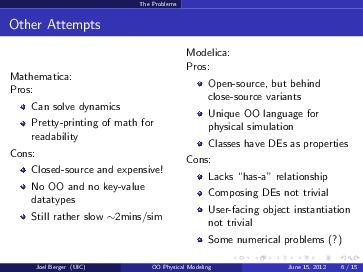 The Problems
Other Attempts
Mathematica:
Pros:
Can solve dynamics
Pretty-printing of math for
readability
Cons:
Closed-source and expensive!
No OO and no key-value
datatypes
Still rather slow ~2mins/sim
Modelica:
Pros:
Open-source, but behind
close-source variants
Unique OO language for
physical simulation
Classes have DEs as properties
Cons:
Lacks "has-a" relationship
Composing DEs not trivial
User-facing object instantiation
not trivial
Some numerical problems (?)
Joel Berger (UIC)
OO Physical Modeling
June 15, 2012
6 / 15